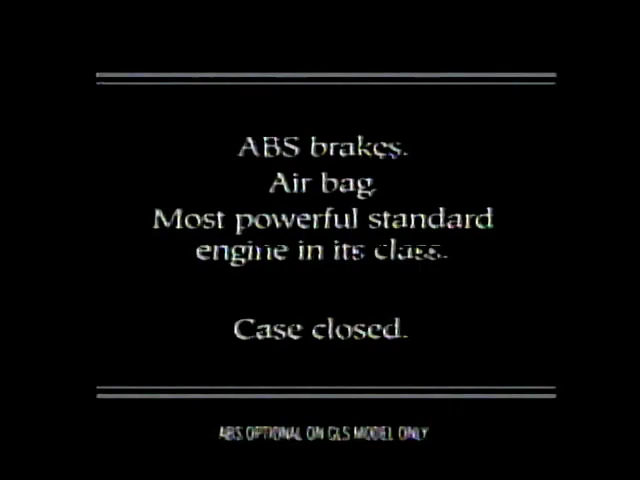 ABS brakes.
Air bag.
Most powerful standard
engine in its class.
Case closed.
ABS OPTIONAL ON GLS MODEL ONLY